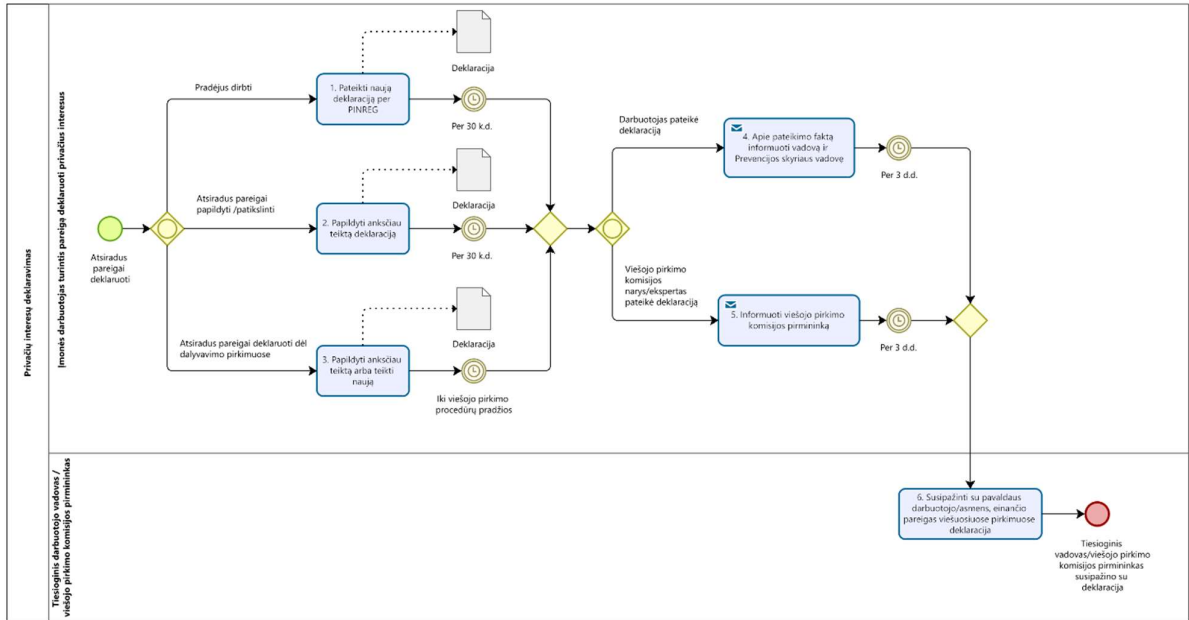 Privačių interesų deklaravimas
Įmonės darbuotojas turintis pareigą deklaruoti privačius interesus
Atsiradus
pareigai
deklaruoti
Pradėjus dirbti
1. Pateikti naują
deklaraciją per
PINREG
Deklaracija
Per 30 k.d.
Atsiradus pareigai
papildyti /patikslinti
2. Papildyti anksčiau
teiktą deklaraciją
Deklaracija
Per 30 k.d.
Atsiradus pareigai deklaruoti dėl
dalyvavimo pirkimuose
3. Papildyti anksčiau
teiktą arba teikti
naują
Deklaracija
Iki viešojo pirkimo
procedūrų pradžios
Darbuotojas pateikė
deklaraciją
4. Apie pateikimo faktą
informuoti vadovą ir
Prevencijos skyriaus vadovę
Per 3 d.d.
Viešojo pirkimo
komisijos
narys/ekspertas
pateikė deklaraciją
5. Informuoti viešojo pirkimo
komisijos pirmininką
Per 3 d.d.
Tiesioginis darbuotojo vadovas /
viešojo pirkimo komisijos pirmininkas
6. Susipažinti su pavaldaus
darbuotojo/asmens, einančio
pareigas viešuosiuose pirkimuose
deklaracija
Tiesioginis
vadovas/viešojo pirkimo
komisijos pirmininkas
susipažino su
deklaracija